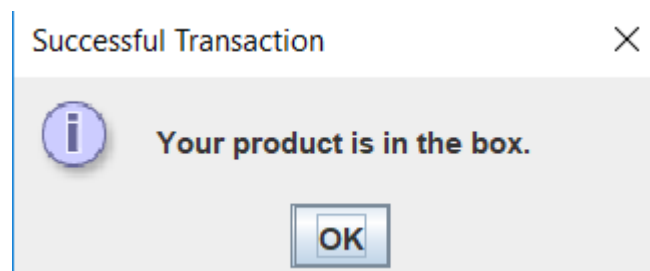 Successful Transaction
Your product is in the box.
OK